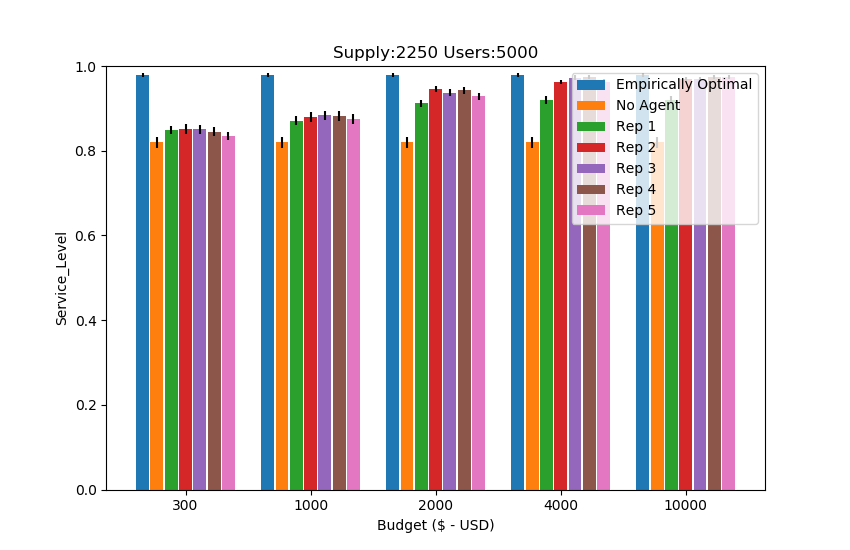 Supply:2250 Users:5000
1.0
0.8
0.6
0.4
0.2
0.0
Service_Level
Empirically Optimal
No Agent
Rep 1
Rep 2
Rep 3
Rep 4
Rep 5
300 1000 2000 4000 10000
Budget ($ - USD)